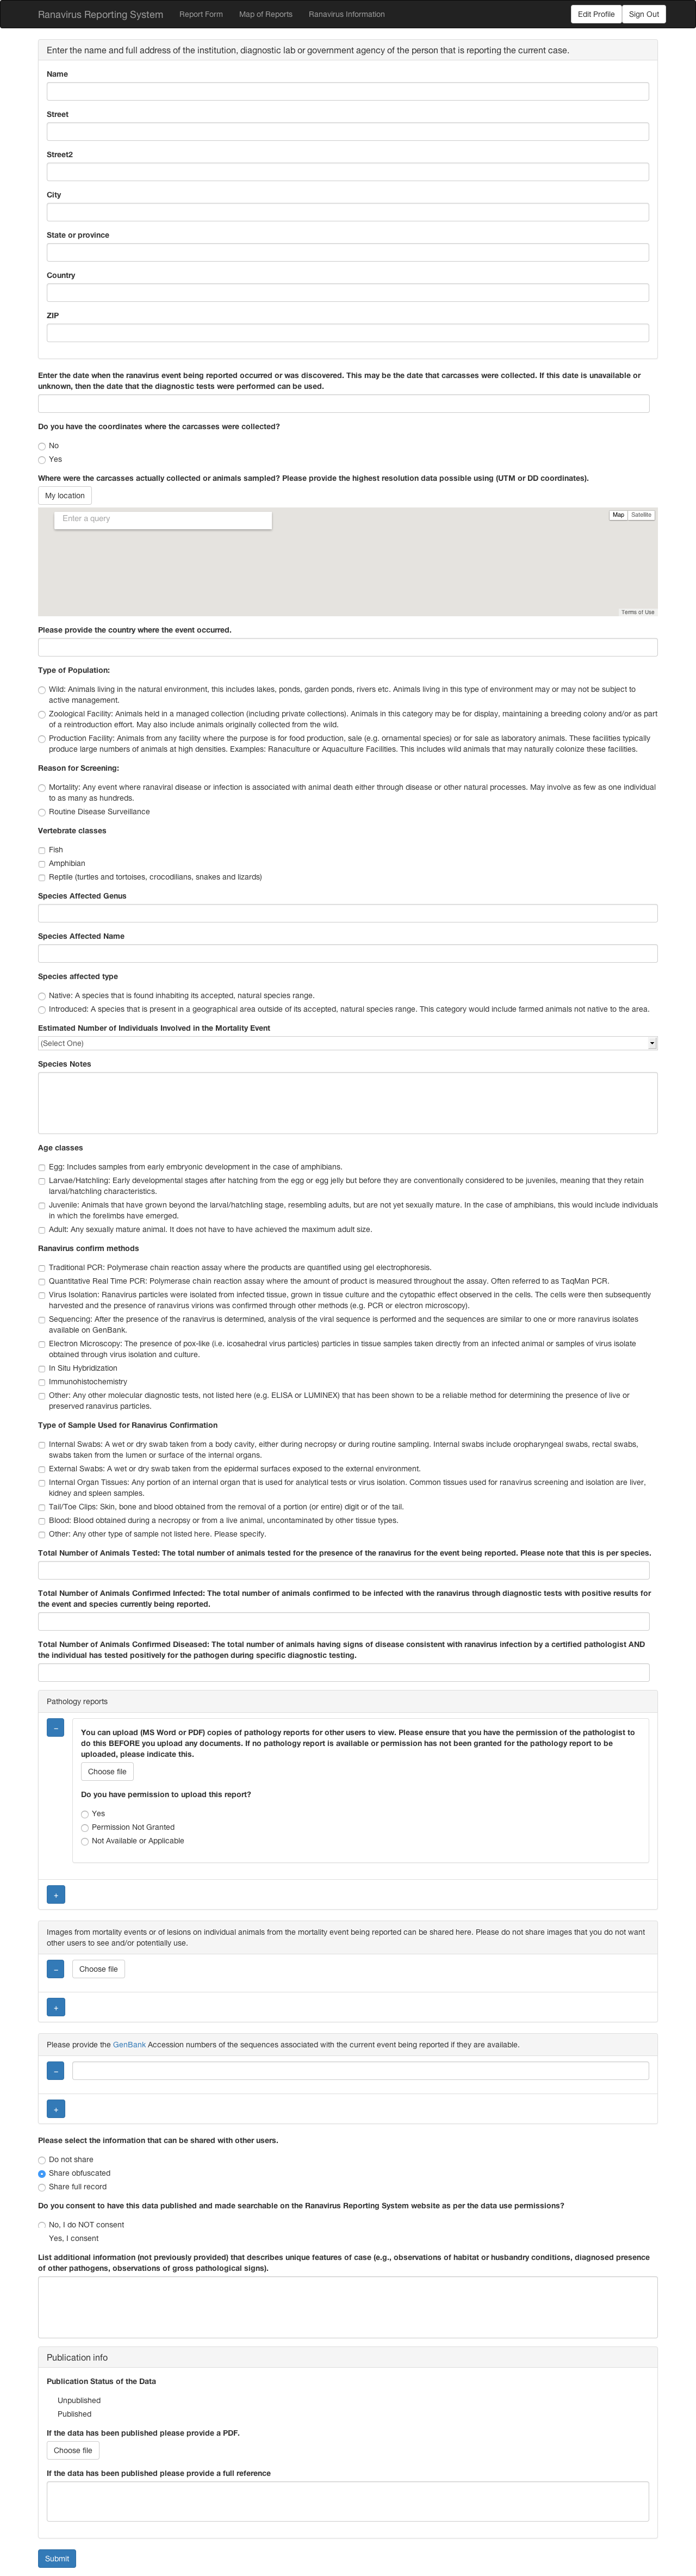 Ranavirus Reporting System Report Form Map of Reports Ranavirus Information Edit Profile Sign Out
Enter the name and full address of the institution, diagnostic lab or government agency of the person that is reporting the current case.
Name
Street
Street2
City
State or province
Country
ZIP
Enter the date when the ranavirus event being reported occurred or was discovered. This may be the date that carcasses were collected. If this date is unavailable or
unknown, then the date that the diagnostic tests were performed can be used.
Do you have the coordinates where the carcasses were collected?
No
Yes
Where were the carcasses actually collected or animals sampled? Please provide the highest resolution data possible using (UTM or DD coordinates).
My location
Enter a query
Map Satellite
Terms of Use
Please provide the country where the event occurred.
Type of Population:
Wild: Animals living in the natural environment, this includes lakes, ponds, garden ponds, rivers etc. Animals living in this type of environment may or may not be subject to
active management.
Zoological Facility: Animals held in a managed collection (including private collections). Animals in this category may be for display, maintaining a breeding colony and/or as part
of a reintroduction effort. May also include animals originally collected from the wild.
Production Facility: Animals from any facility where the purpose is for food production, sale (e.g. ornamental species) or for sale as laboratory animals. These facilities typically
produce large numbers of animals at high densities. Examples: Ranaculture or Aquaculture Facilities. This includes wild animals that may naturally colonize these facilities.
Reason for Screening:
Mortality: Any event where ranaviral disease or infection is associated with animal death either through disease or other natural processes. May involve as few as one individual
to as many as hundreds.
Routine Disease Surveillance
Vertebrate classes
Fish
Amphibian
Reptile (turtles and tortoises, crocodilians, snakes and lizards)
Species Affected Genus
Species Affected Name
Species affected type
Native: A species that is found inhabiting its accepted, natural species range.
Introduced: A species that is present in a geographical area outside of its accepted, natural species range. This category would include farmed animals not native to the area.
Estimated Number of Individuals Involved in the Mortality Event
(Select One)
Species Notes
Age classes
Egg: Includes samples from early embryonic development in the case of amphibians.
Larvae/Hatchling: Early developmental stages after hatching from the egg or egg jelly but before they are conventionally considered to be juveniles, meaning that they retain
larval/hatchling characteristics.
Juvenile: Animals that have grown beyond the larval/hatchling stage, resembling adults, but are not yet sexually mature. In the case of amphibians, this would include individuals
in which the forelimbs have emerged.
Adult: Any sexually mature animal. It does not have to have achieved the maximum adult size.
Ranavirus confirm methods
Traditional PCR: Polymerase chain reaction assay where the products are quantified using gel electrophoresis.
Quantitative Real Time PCR: Polymerase chain reaction assay where the amount of product is measured throughout the assay. Often referred to as TaqMan PCR.
Virus Isolation: Ranavirus particles were isolated from infected tissue, grown in tissue culture and the cytopathic effect observed in the cells. The cells were then subsequently
harvested and the presence of ranavirus virions was confirmed through other methods (e.g. PCR or electron microscopy).
Sequencing: After the presence of the ranavirus is determined, analysis of the viral sequence is performed and the sequences are similar to one or more ranavirus isolates
available on GenBank.
Electron Microscopy: The presence of pox-like (i.e. icosahedral virus particles) particles in tissue samples taken directly from an infected animal or samples of virus isolate
obtained through virus isolation and culture.
In Situ Hybridization
Immunohistochemistry
Other: Any other molecular diagnostic tests, not listed here (e.g. ELISA or LUMINEX) that has been shown to be a reliable method for determining the presence of live or
preserved ranavirus particles.
Type of Sample Used for Ranavirus Confirmation
Internal Swabs: A wet or dry swab taken from a body cavity, either during necropsy or during routine sampling. Internal swabs include oropharyngeal swabs, rectal swabs,
swabs taken from the lumen or surface of the internal organs.
External Swabs: A wet or dry swab taken from the epidermal surfaces exposed to the external environment.
Internal Organ Tissues: Any portion of an internal organ that is used for analytical tests or virus isolation. Common tissues used for ranavirus screening and isolation are liver,
kidney and spleen samples.
Tail/Toe Clips: Skin, bone and blood obtained from the removal of a portion (or entire) digit or of the tail.
Blood: Blood obtained during a necropsy or from a live animal, uncontaminated by other tissue types.
Other: Any other type of sample not listed here. Please specify.
Total Number of Animals Tested: The total number of animals tested for the presence of the ranavirus for the event being reported. Please note that this is per species.
Total Number of Animals Confirmed Infected: The total number of animals confirmed to be infected with the ranavirus through diagnostic tests with positive results for
the event and species currently being reported.
Total Number of Animals Confirmed Diseased: The total number of animals having signs of disease consistent with ranavirus infection by a certified pathologist AND
the individual has tested positively for the pathogen during specific diagnostic testing.
Pathology reports
–
You can upload (MS Word or PDF) copies of pathology reports for other users to view. Please ensure that you have the permission of the pathologist to
do this BEFORE you upload any documents. If no pathology report is available or permission has not been granted for the pathology report to be
uploaded, please indicate this.
Choose file
Do you have permission to upload this report?
Yes
Permission Not Granted
Not Available or Applicable
+
Images from mortality events or of lesions on individual animals from the mortality event being reported can be shared here. Please do not share images that you do not want
other users to see and/or potentially use.
– Choose file
+
Please provide the GenBank Accession numbers of the sequences associated with the current event being reported if they are available.
–
+
Please select the information that can be shared with other users.
Do not share
Share obfuscated
Share full record
Do you consent to have this data published and made searchable on the Ranavirus Reporting System website as per the data use permissions?
No, I do NOT consent
Yes, I consent
List additional information (not previously provided) that describes unique features of case (e.g., observations of habitat or husbandry conditions, diagnosed presence
of other pathogens, observations of gross pathological signs).
Publication info
Publication Status of the Data
Unpublished
Published
If the data has been published please provide a PDF.
Choose file
If the data has been published please provide a full reference
Submit